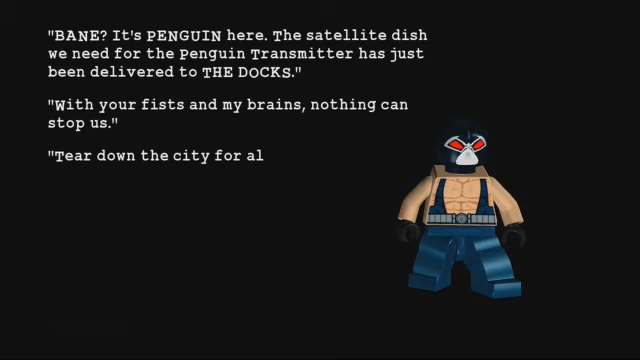 "BANE? It's PENGUIN here. The satellite dish
we need for the Penguin Transmitter has just
been delivered to THE DOCKS."
"With your fists and my brains, nothing can
stop us."
"Tear down the city for al